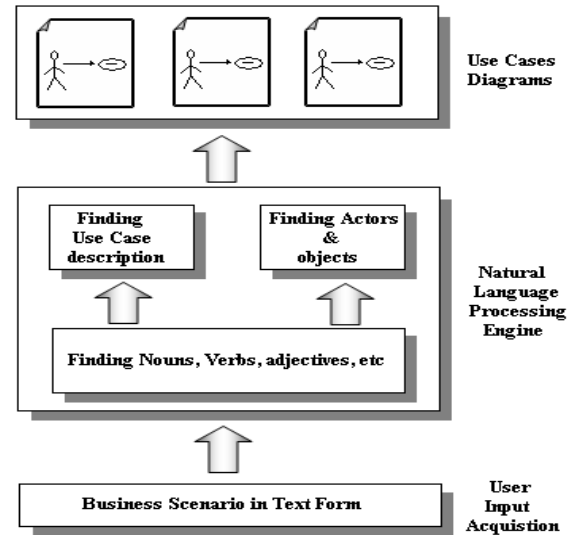 Use Cases
Diagrams
Finding
Use Case
description
Finding Actors
&
objects
Natural
Language
Processing
Engine
Finding Nouns, Verbs, adjectives, etc
Business Scenario in Text Form
User
Input
Acquistion